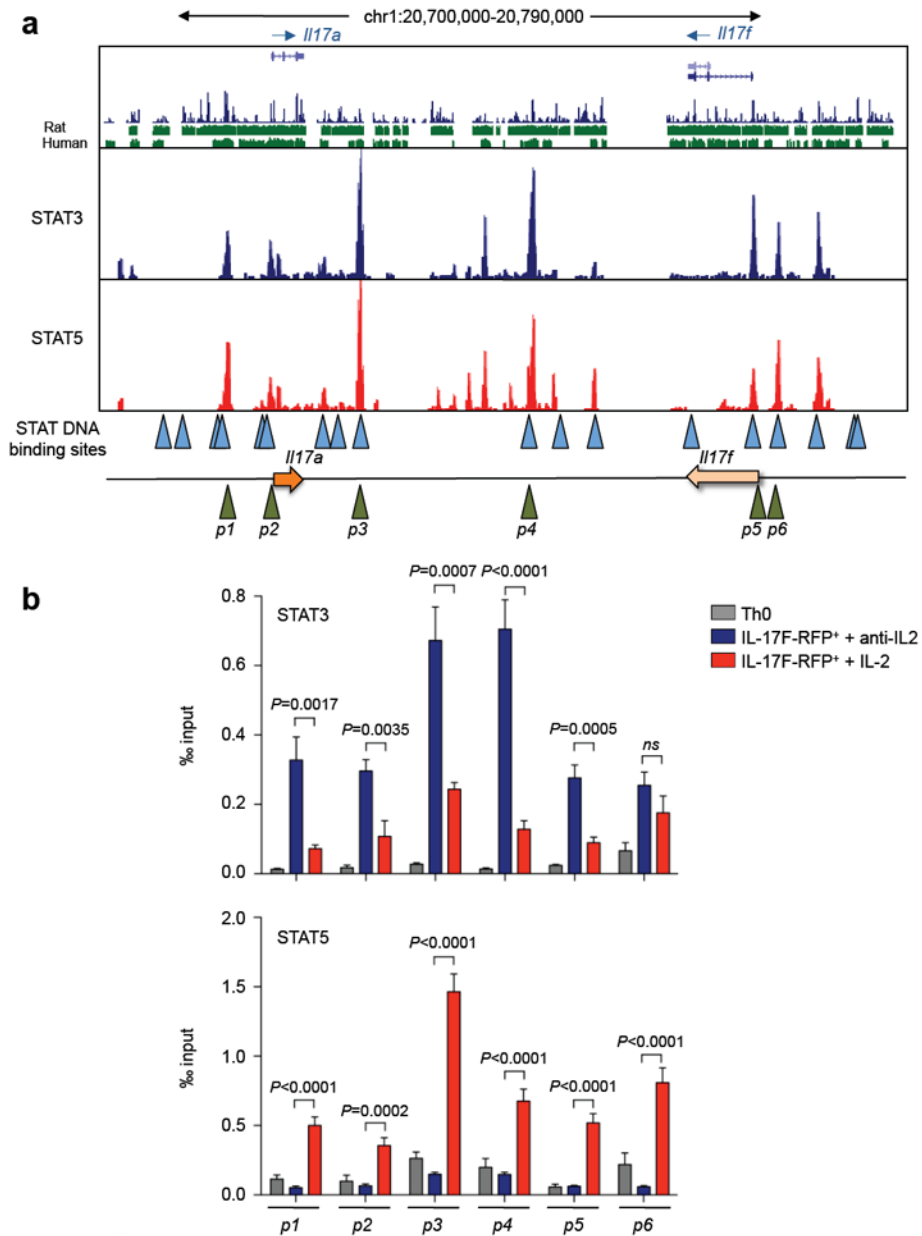 a
chr1:20,700,000-20,790,000
Il17a Il17f
Rat
Human
STAT3
STAT5
STAT DNA
binding sites
Il17a Il17f
p1 p2 p3 p4 p5 p6
b
STAT3
Th0
IL-17F-RFP⁺ + anti-IL2
IL-17F-RFP⁺ + IL-2
P=0.0017 P=0.0035 P=0.0007 P<0.0001 P=0.0005 ns
‰ input
0.8
0.6
0.4
0.2
0.0
STAT5
P<0.0001 P=0.0002 P<0.0001 P<0.0001 P<0.0001 P<0.0001
‰ input
2.0
1.5
1.0
0.5
0.0
p1 p2 p3 p4 p5 p6